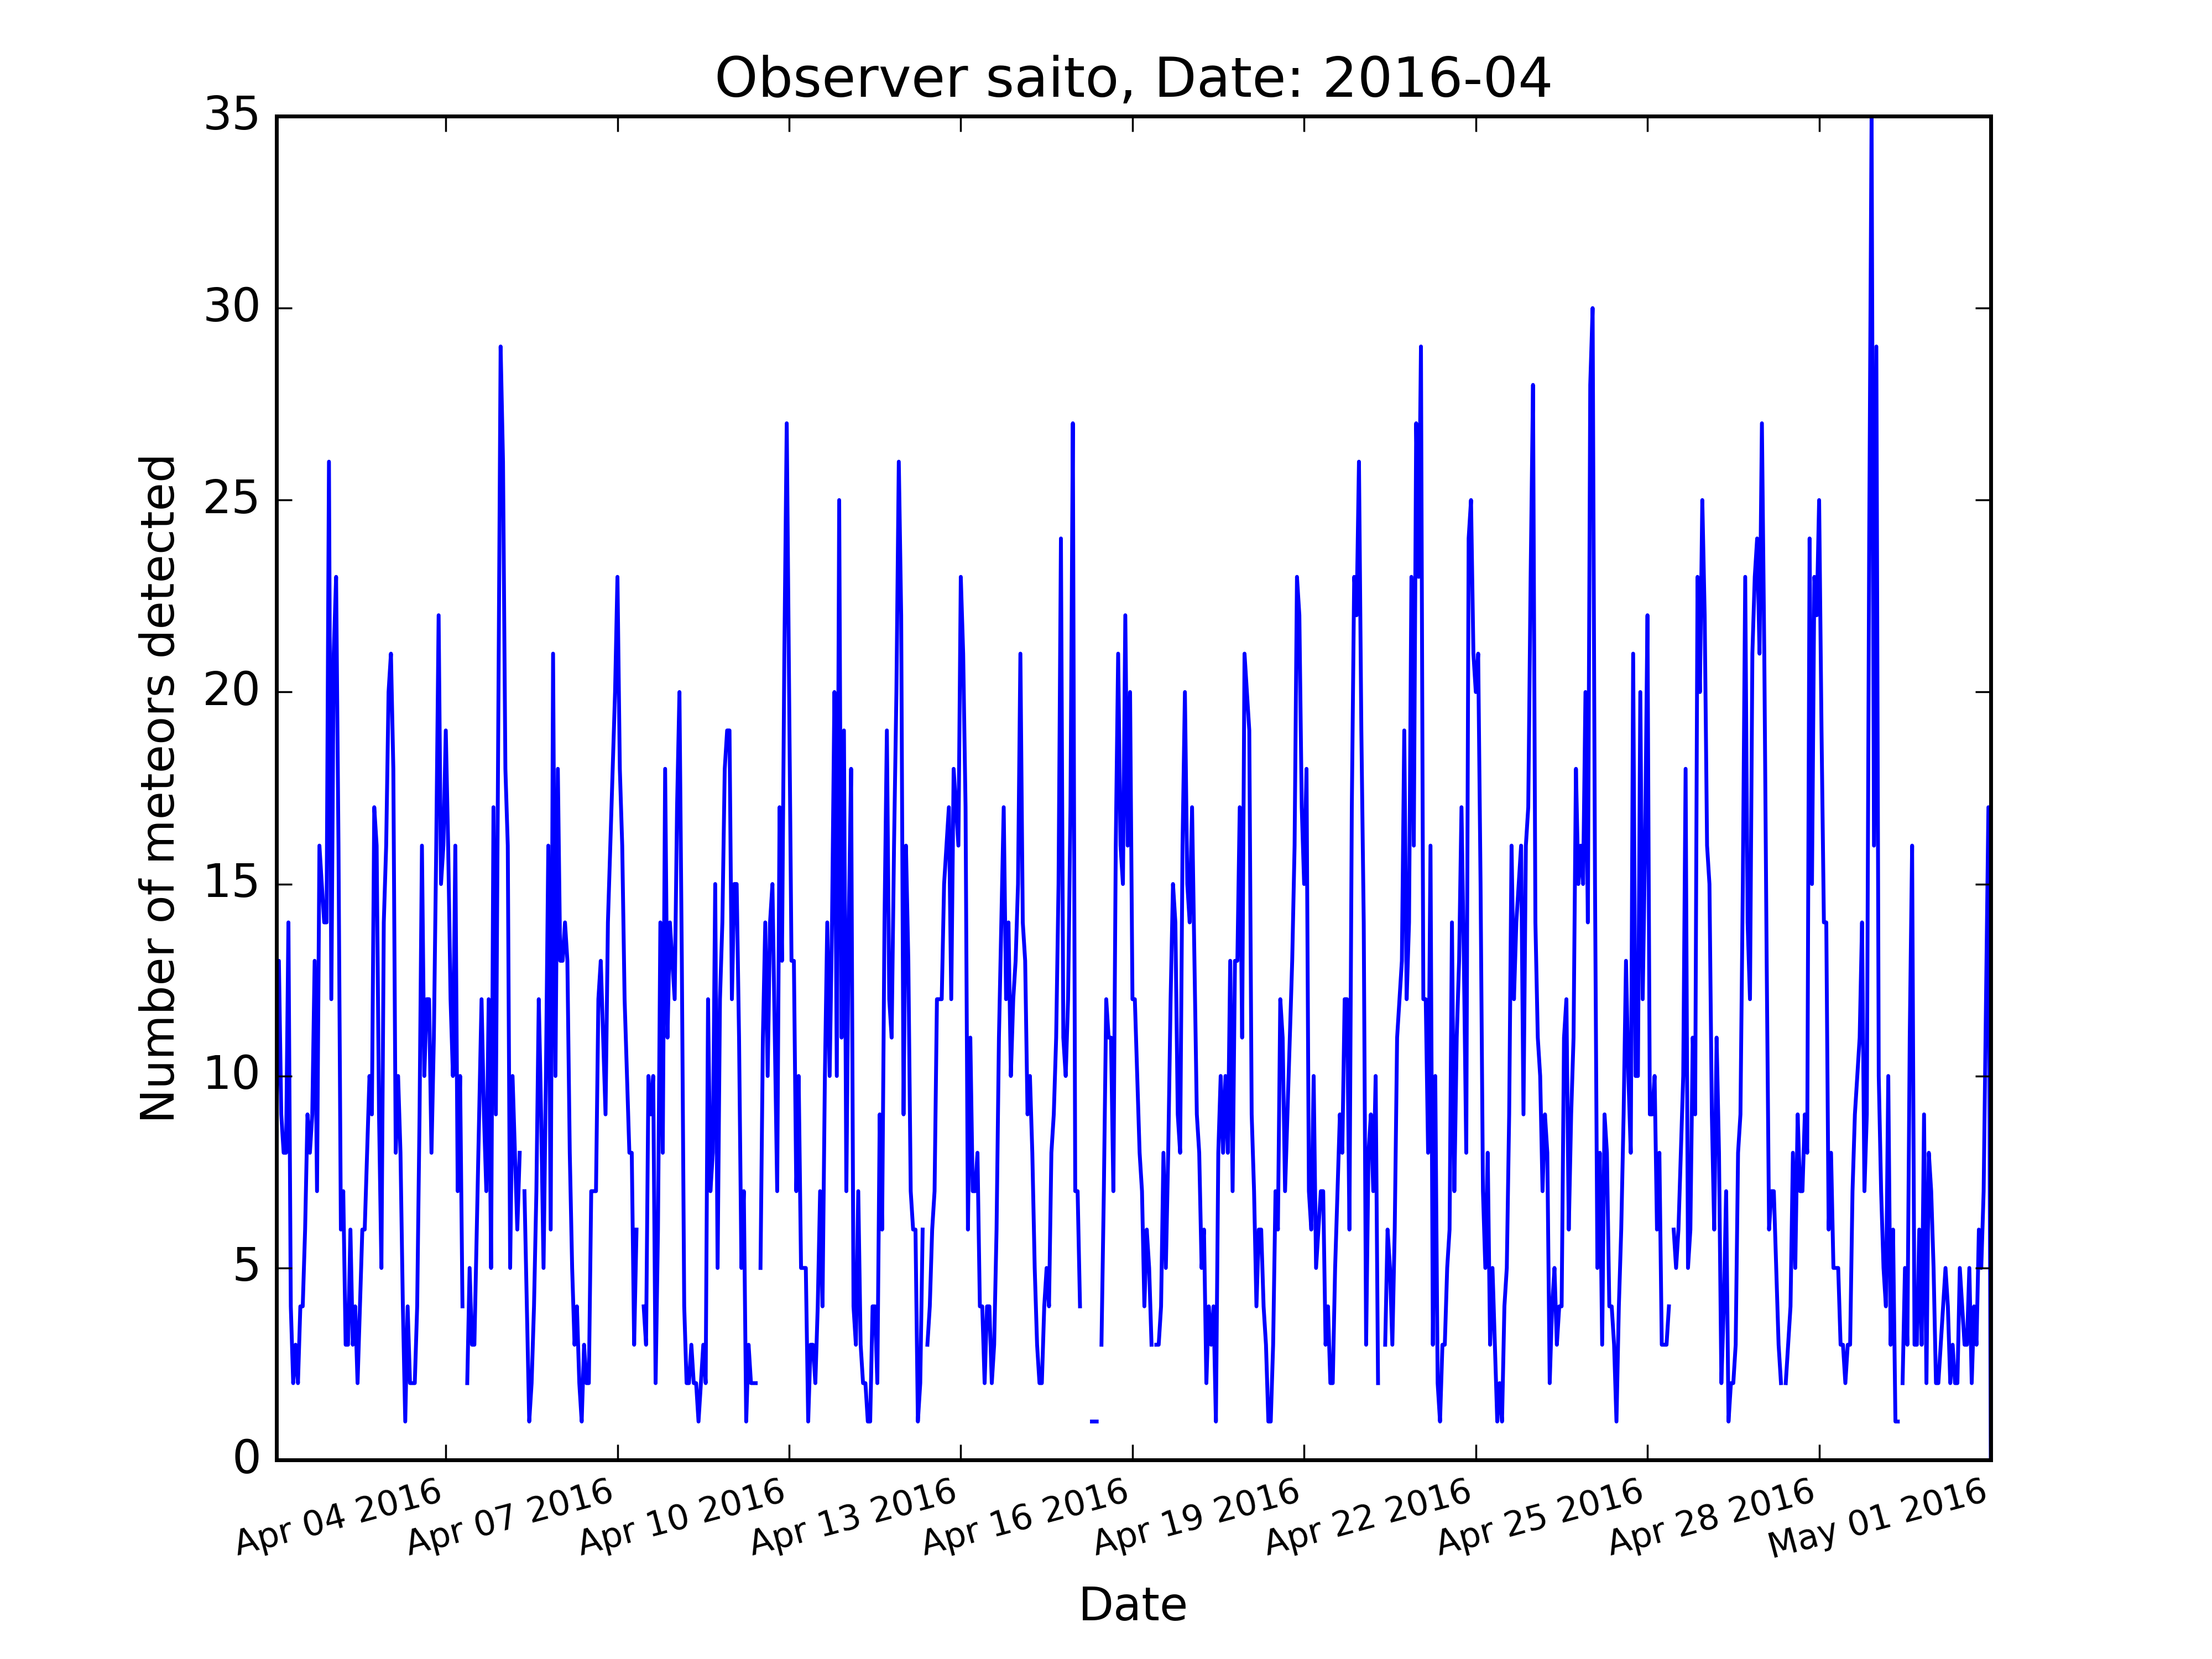 Observer saito, Date: 2016-04
Number of meteors detected
35
30
25
20
15
10
5
0
Apr 04 2016
Apr 07 2016
Apr 10 2016
Apr 13 2016
Apr 16 2016
Apr 19 2016
Apr 22 2016
Apr 25 2016
Apr 28 2016
May 01 2016
Date